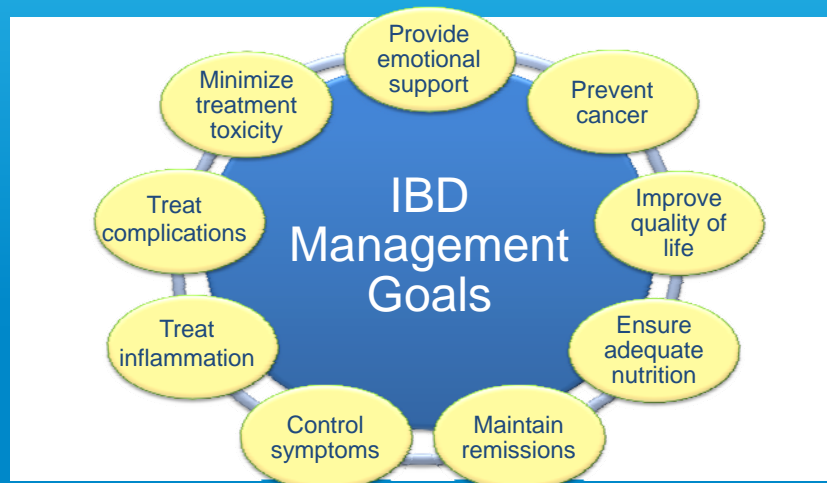 Provide
emotional
support
Prevent
cancer
Improve
quality of
life
Ensure
adequate
nutrition
Maintain
remissions
Control
symptoms
Treat
inflammation
Treat
complications
Minimize
treatment
toxicity
IBD
Management
Goals